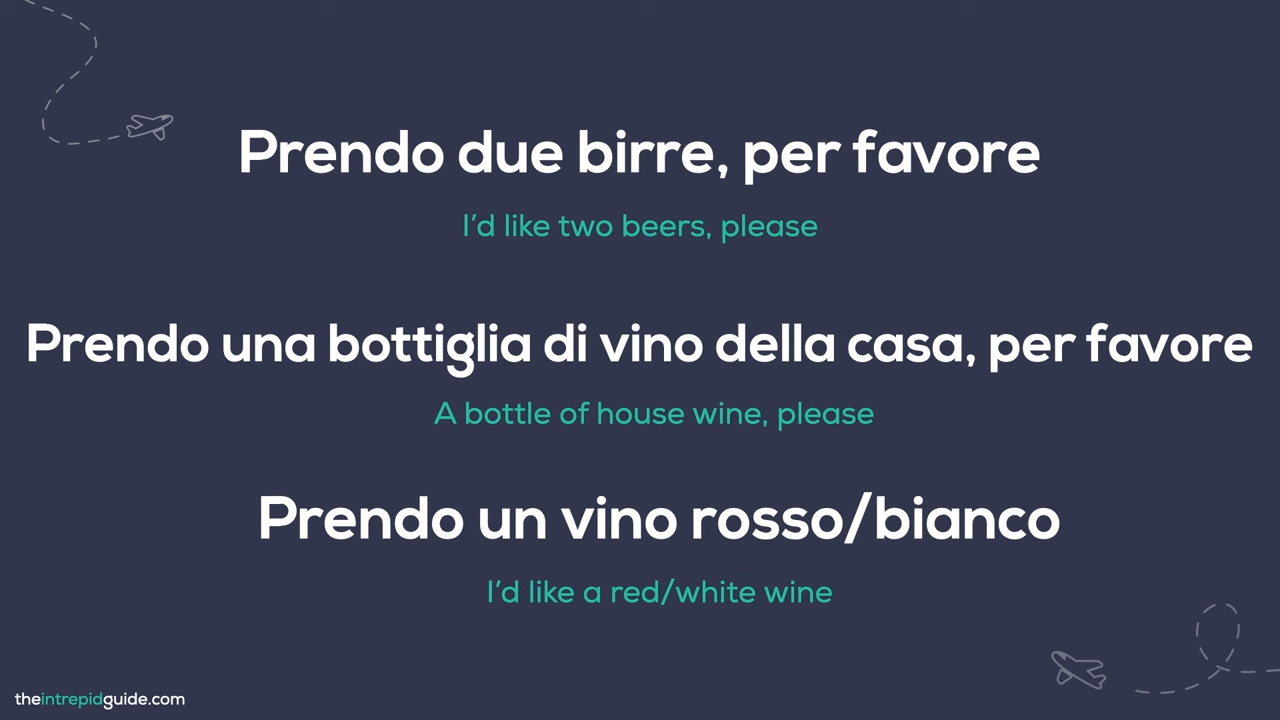 Prendo due birre, per favore
I’d like two beers, please
Prendo una bottiglia di vino della casa, per favore
A bottle of house wine, please
Prendo un vino rosso/bianco
I’d like a red/white wine
theintrepidguide.com